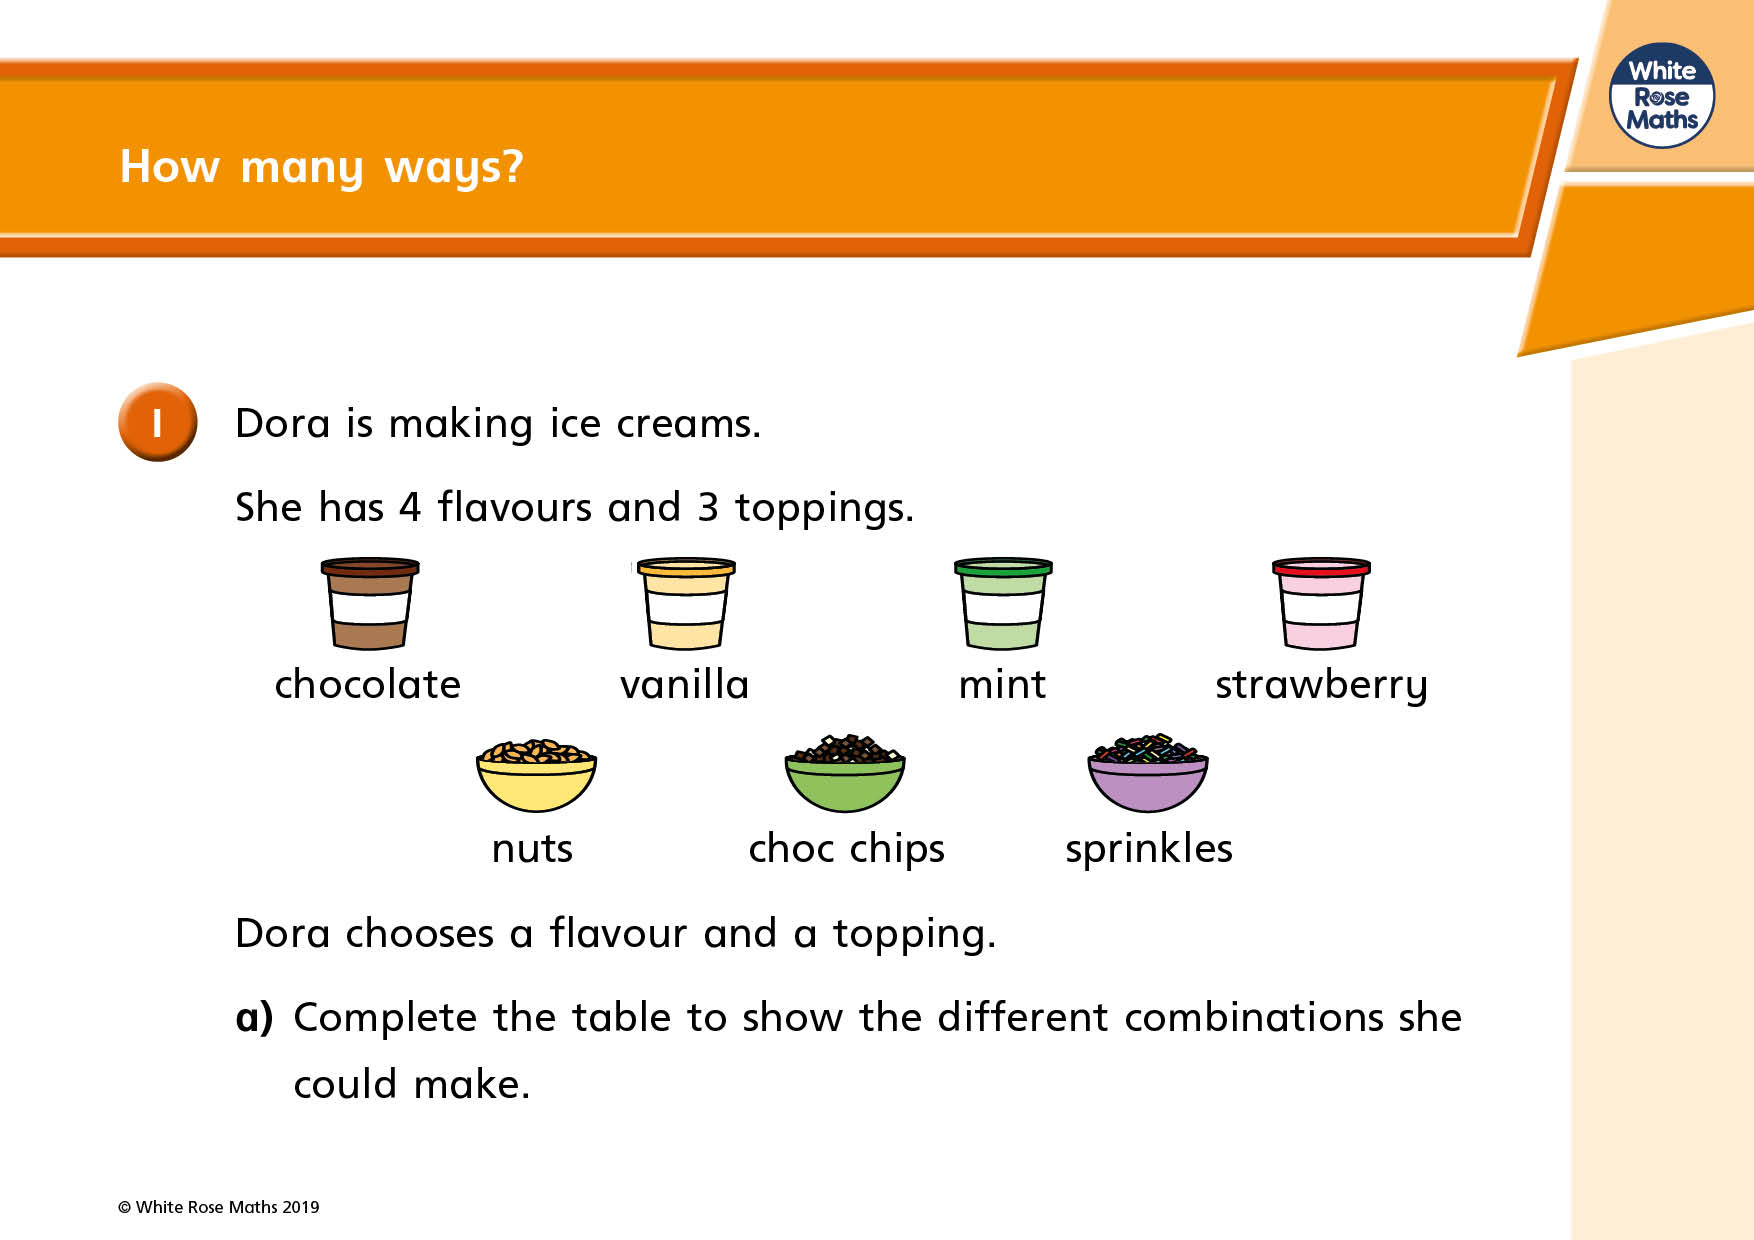 White
Rose
Maths
How many ways?
1 Dora is making ice creams.
She has 4 flavours and 3 toppings.
chocolate vanilla mint strawberry
nuts choc chips sprinkles
Dora chooses a flavour and a topping.
a) Complete the table to show the different combinations she
could make.
© White Rose Maths 2019